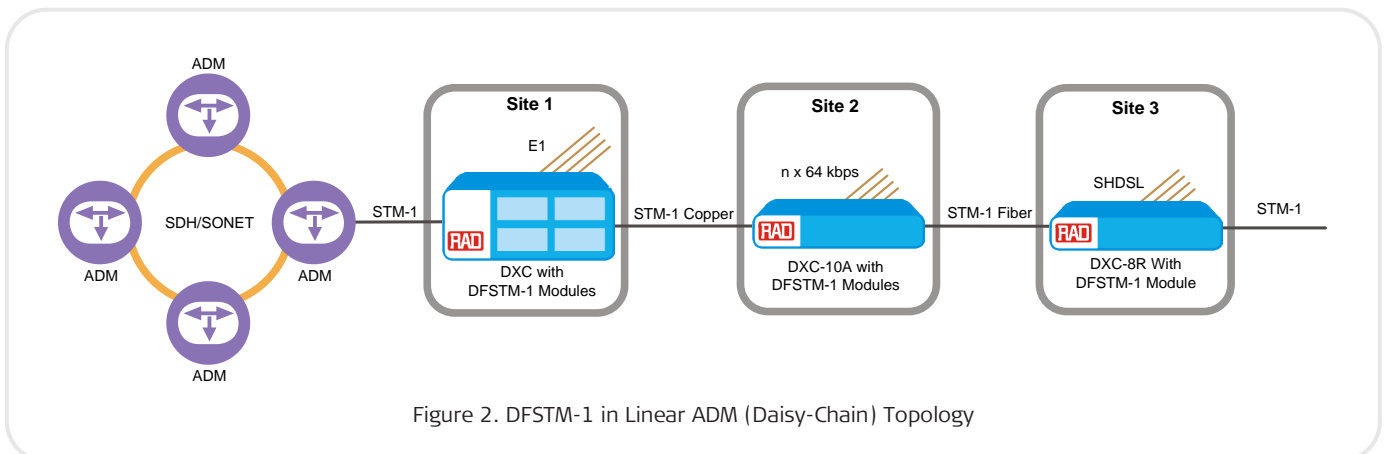 ADM
ADM
SDH/SONET
ADM
ADM
STM-1
Site 1
E1
RAD
DXC with
DFSTM-1 Modules
STM-1 Copper
Site 2
n x 64 kbps
RAD
DXC-10A with
DFSTM-1 Modules
STM-1 Fiber
Site 3
SHDSL
RAD
DXC-8R With
DFSTM-1 Module
STM-1
Figure 2. DFSTM-1 in Linear ADM (Daisy-Chain) Topology